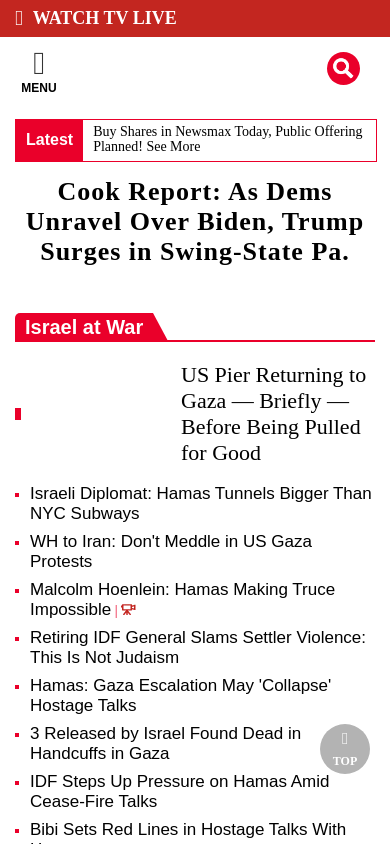 WATCH TV LIVE
MENU
Latest
Buy Shares in Newsmax Today, Public Offering
Planned! See More
Cook Report: As Dems
Unravel Over Biden, Trump
Surges in Swing-State Pa.
Israel at War
US Pier Returning to
Gaza — Briefly —
Before Being Pulled
for Good
Israeli Diplomat: Hamas Tunnels Bigger Than
NYC Subways
WH to Iran: Don't Meddle in US Gaza
Protests
Malcolm Hoenlein: Hamas Making Truce
Impossible |
Retiring IDF General Slams Settler Violence:
This Is Not Judaism
Hamas: Gaza Escalation May 'Collapse'
Hostage Talks
3 Released by Israel Found Dead in
Handcuffs in Gaza
TOP
IDF Steps Up Pressure on Hamas Amid
Cease-Fire Talks
Bibi Sets Red Lines in Hostage Talks With